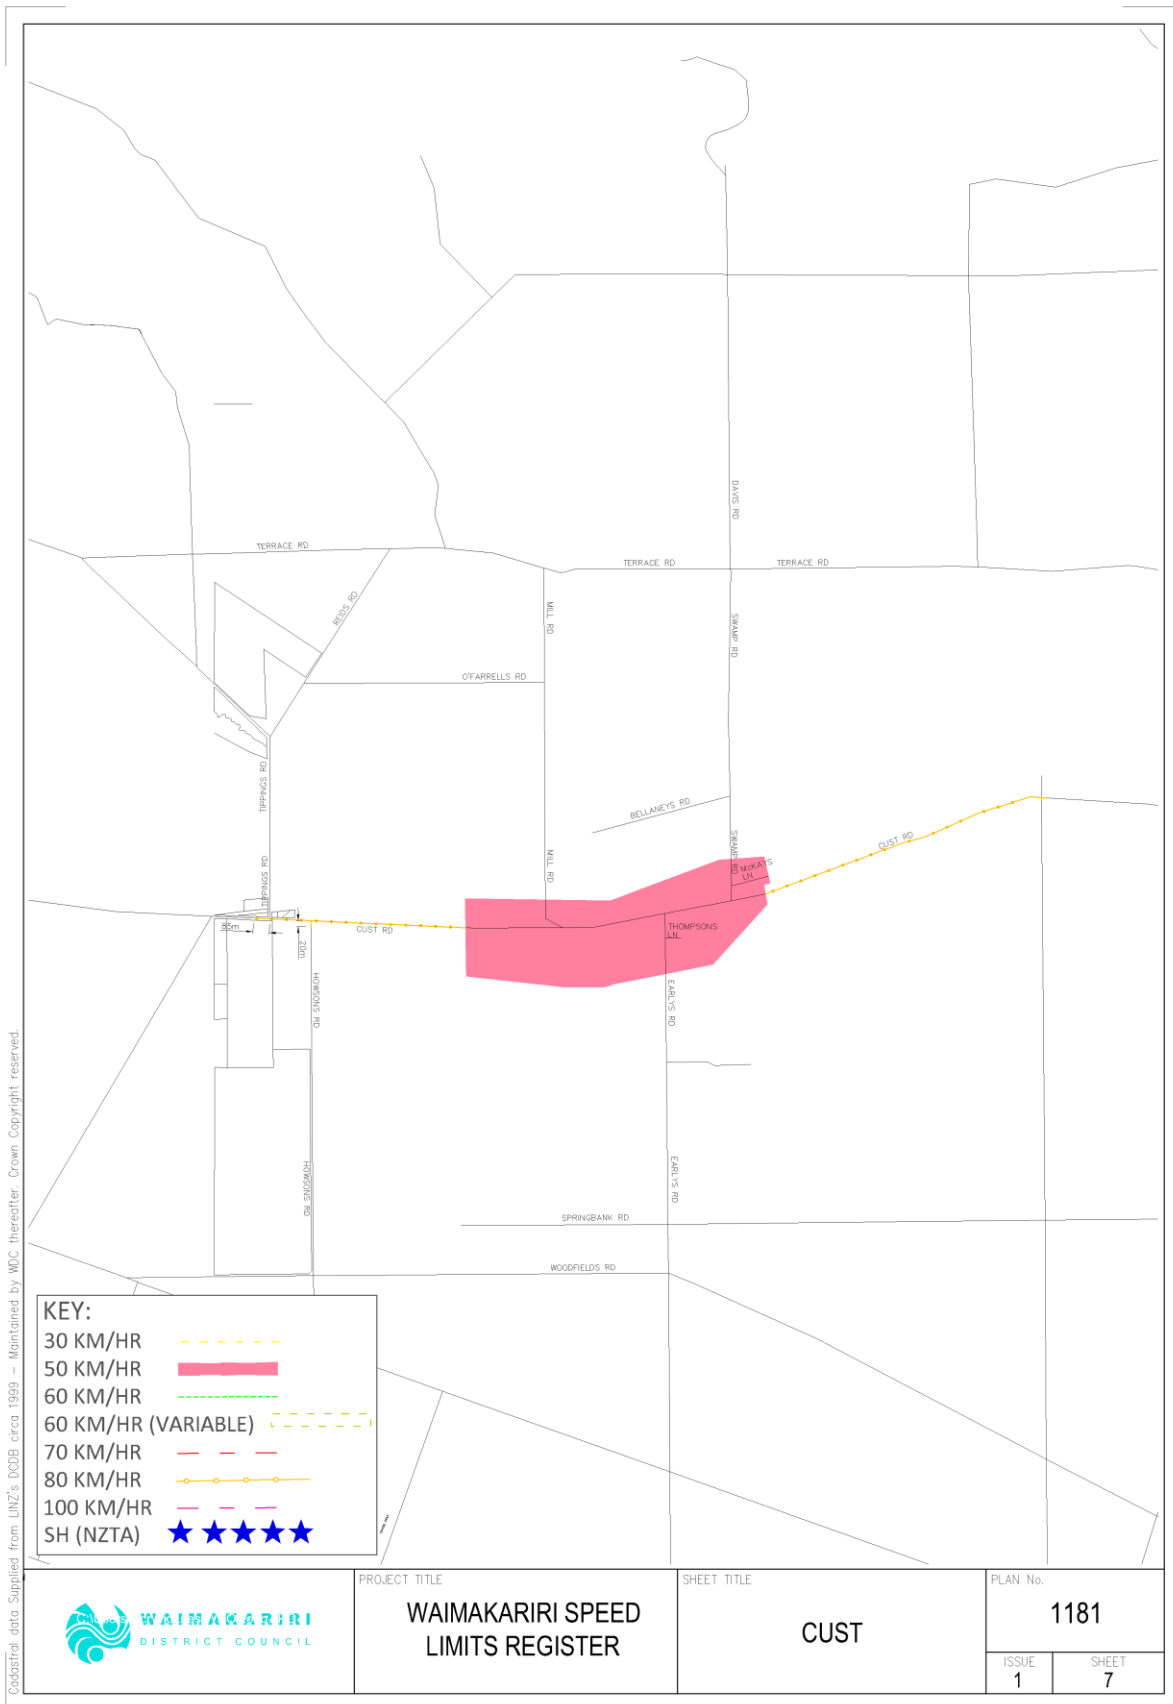 DAVIS RD
TERRACE RD
TERRACE RD
TERRACE RD
REIDS RD
MILL RD
SWAMP RD
O'FARRELLS RD
TIPPINGS RD
BELLANEYS RD
CUST RD
MILL RD
SWAMP RD
McKAYS
LN
TIPPINGS RD
85m
20m
CUST RD
THOMPSONS
LN
HOWSONS RD
EARLYS RD
HOWSONS RD
EARLYS RD
SPRINGBANK RD
WOODFIELDS RD
KEY:
30 KM/HR
50 KM/HR
60 KM/HR
60 KM/HR (VARIABLE)
70 KM/HR
80 KM/HR
100 KM/HR
SH (NZTA)
Cadastral data Supplied from LINZ's DCDB circa 1999 - Maintained by WDC thereafter. Crown Copyright reserved.
WAIMAKARIRI
DISTRICT COUNCIL
PROJECT TITLE
WAIMAKARIRI SPEED
LIMITS REGISTER
SHEET TITLE
CUST
PLAN No.
1181
ISSUE
1
SHEET
7